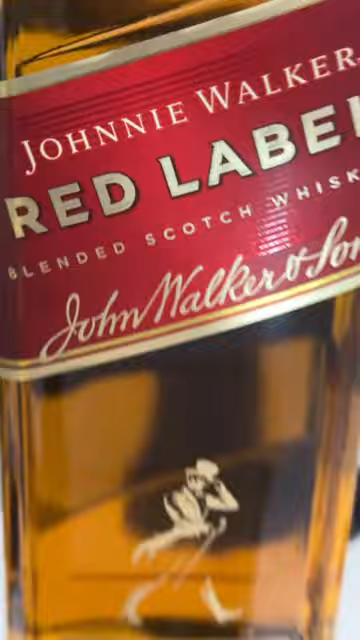 JOHNNIE WALKER
RED LABEL
BLENDED SCOTCH WHISK
John Walker & Son